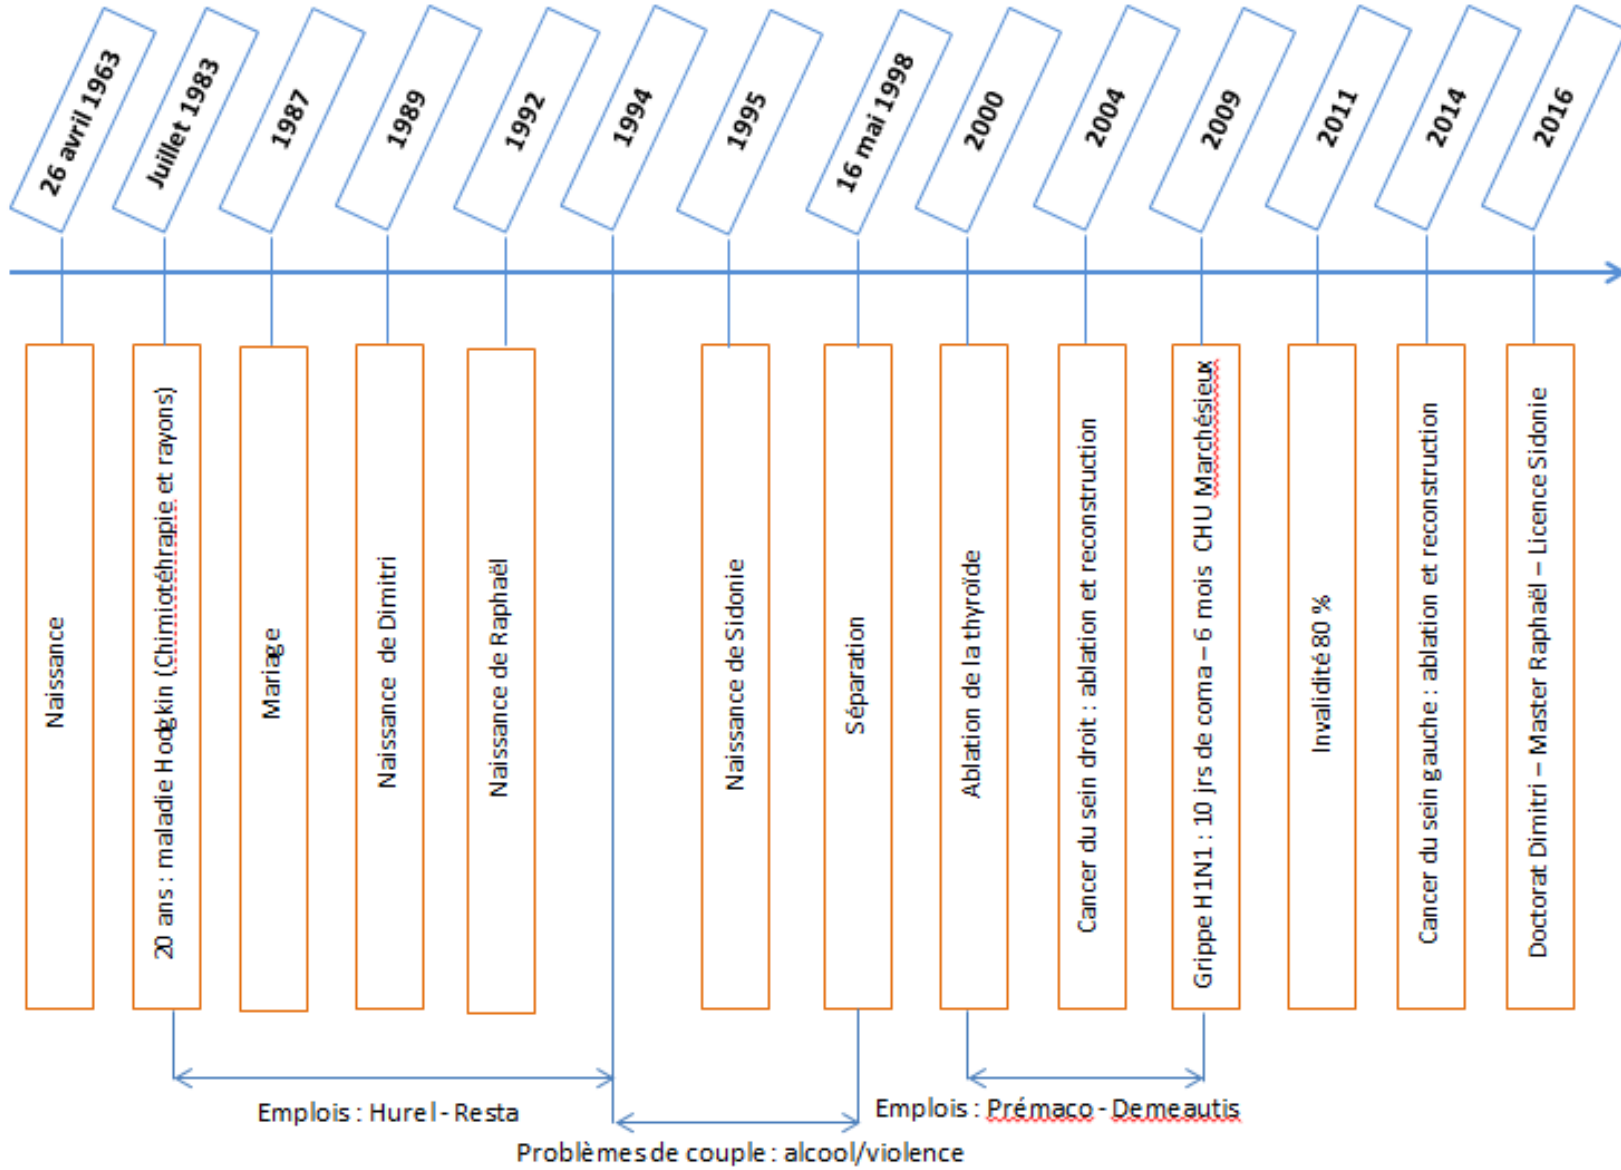 26 avril 1963
Juillet 1983
1987
1989
1992
1994
1995
16 mai 1998
2000
2004
2009
2011
2014
2016
Naissance
20 ans : maladie Hodgkin (Chimiotéhrapie et rayons)
Mariage
Naissance de Dimitri
Naissance de Raphaël
Naissance de Sidonie
Séparation
Ablation de la thyroïde
Cancer du sein droit : ablation et reconstruction
Grippe H1N1 : 10 jrs de coma – 6 mois CHU Marchésieux
Invalidité 80 %
Cancer du sein gauche : ablation et reconstruction
Doctorat Dimitri – Master Raphaël – Licence Sidonie
Emplois : Hurel - Resta
Emplois : Prémaco - Demeautis
Problèmes de couple : alcool/violence